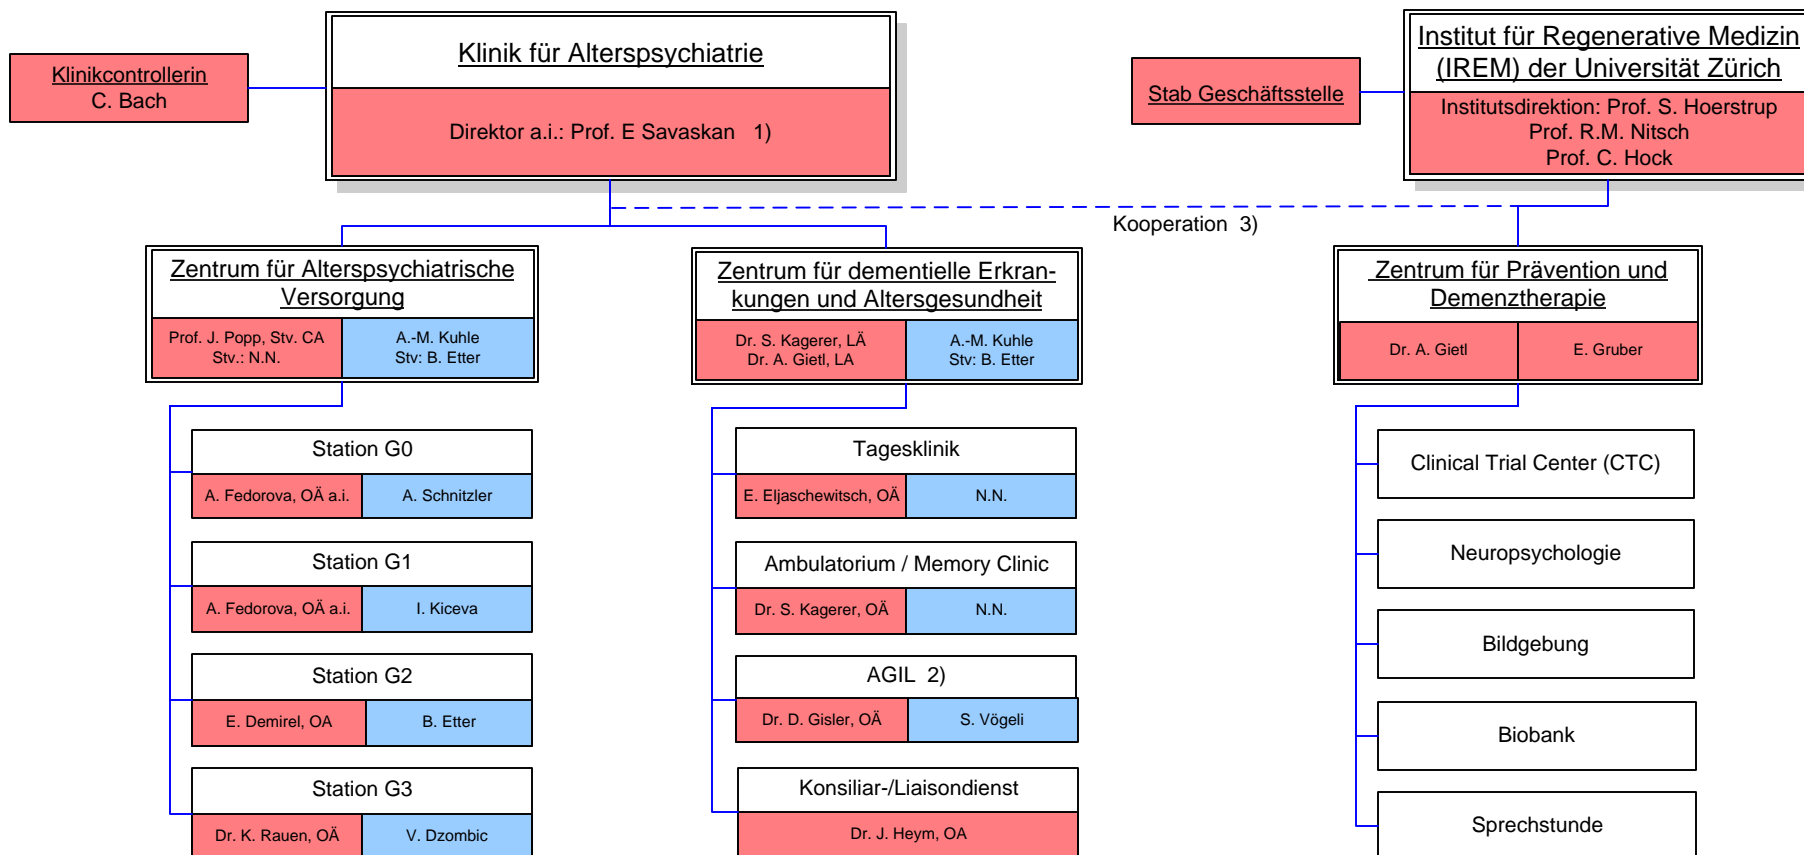 Klinik für Alterspsychiatrie
Direktor a.i.: Prof. E Savaskan 1)
Klinikcontrollerin
C. Bach
Institut für Regenerative Medizin
(IREM) der Universität Zürich
Institutsdirektion: Prof. S. Hoerstrup
Prof. R.M. Nitsch
Prof. C. Hock
Stab Geschäftsstelle
Kooperation 3)
Zentrum für Alterspsychiatrische
Versorgung
Prof. J. Popp, Stv. CA
Stv.: N.N.
A.-M. Kuhle
Stv: B. Etter
Station G0
A. Fedorova, OÄ a.i.
A. Schnitzler
Station G1
A. Fedorova, OÄ a.i.
I. Kiceva
Station G2
E. Demirel, OA
B. Etter
Station G3
Dr. K. Rauen, OÄ
V. Dzombic
Zentrum für dementielle Erkran-
kungen und Altersgesundheit
Dr. S. Kagerer, LÄ
Dr. A. Gietl, LA
A.-M. Kuhle
Stv: B. Etter
Tagesklinik
E. Eljaschewitsch, OÄ
N.N.
Ambulatorium / Memory Clinic
Dr. S. Kagerer, OÄ
N.N.
AGIL 2)
Dr. D. Gisler, OÄ
S. Vögeli
Konsiliar-/Liaisondienst
Dr. J. Heym, OA
Zentrum für Prävention und
Demenztherapie
Dr. A. Gietl
E. Gruber
Clinical Trial Center (CTC)
Neuropsychologie
Bildgebung
Biobank
Sprechstunde